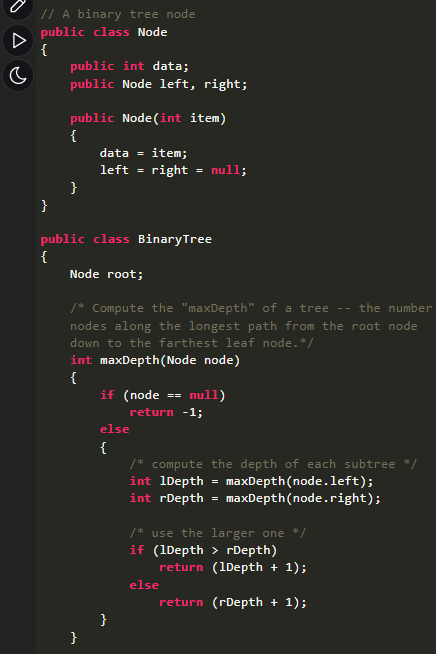 // A binary tree node
public class Node
{
    public int data;
    public Node left, right;

    public Node(int item)
    {
        data = item;
        left = right = null;
    }
}

public class BinaryTree
{
    Node root;

    /* Compute the "maxDepth" of a tree -- the number
    nodes along the longest path from the root node
    down to the farthest leaf node.*/
    int maxDepth(Node node)
    {
        if (node == null)
            return -1;
        else
        {
            /* compute the depth of each subtree */
            int lDepth = maxDepth(node.left);
            int rDepth = maxDepth(node.right);

            /* use the larger one */
            if (lDepth > rDepth)
                return (lDepth + 1);
            else
                return (rDepth + 1);
        }
    }